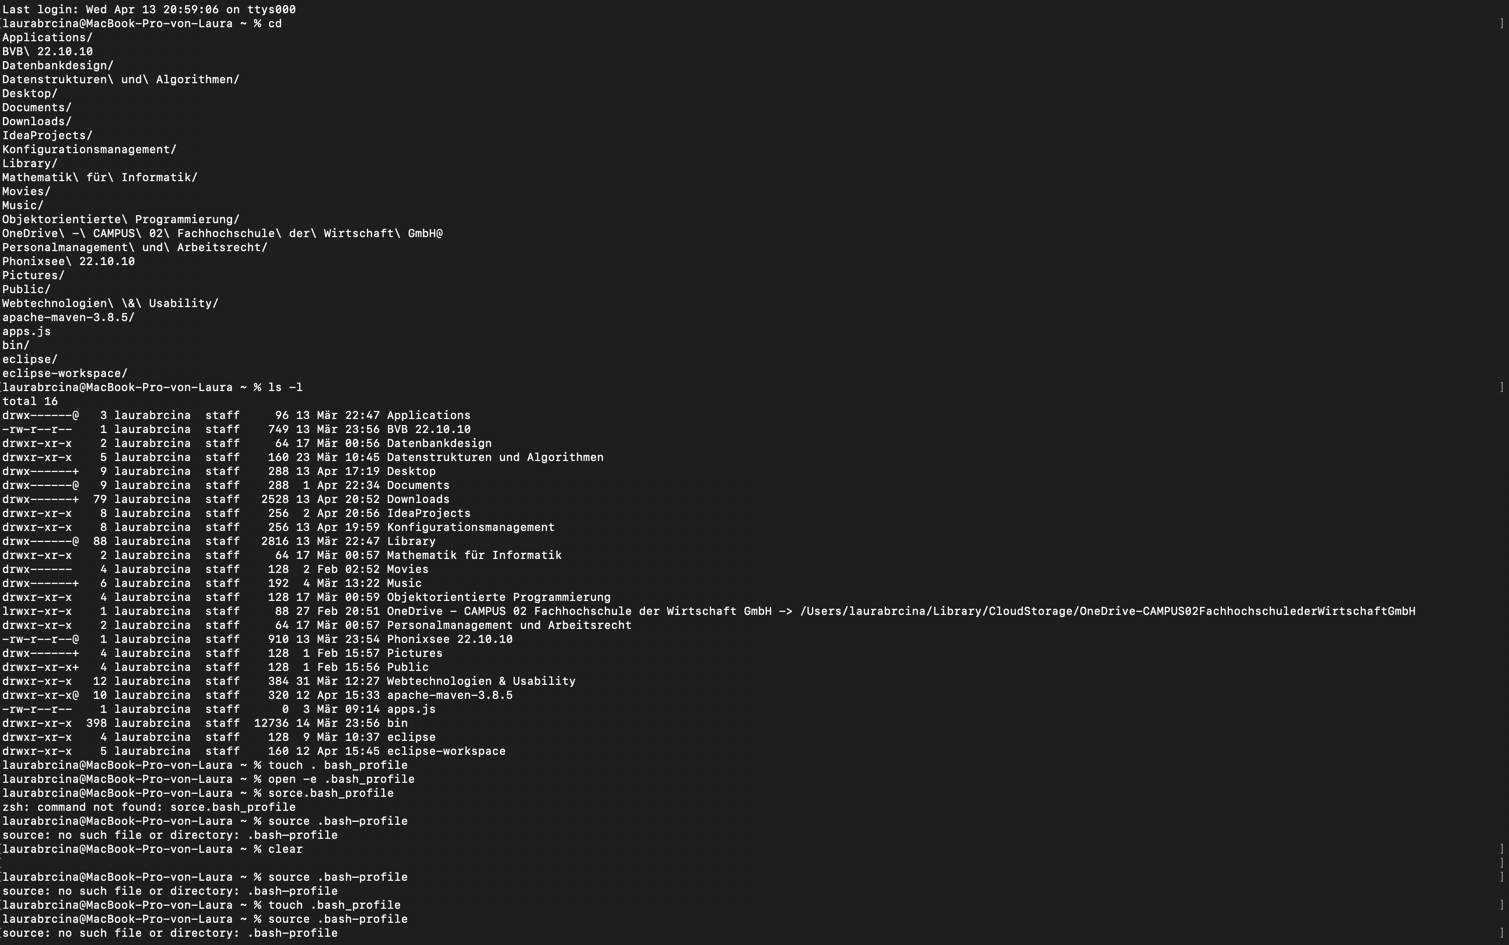 Last login: Wed Apr 13 20:59:06 on ttys000
[laurabrcina@MacBook-Pro-von-Laura ~ % cd ]
Applications/
BVB\ 22.10.10
Datenbankdesign/
Datenstrukturen\ und\ Algorithmen/
Desktop/
Documents/
Downloads/
IdeaProjects/
Konfigurationsmanagement/
Library/
Mathematik\ für\ Informatik/
Movies/
Music/
Objektorientierte\ Programmierung/
OneDrive\ -\ CAMPUS\ 02\ Fachhochschule\ der\ Wirtschaft\ GmbH@
Personalmanagement\ und\ Arbeitsrecht/
Phonixsee\ 22.10.10
Pictures/
Public/
Webtechnologien\ \&\ Usability/
apache-maven-3.8.5/
apps.js
bin/
eclipse/
eclipse-workspace/
[laurabrcina@MacBook-Pro-von-Laura ~ % ls -l ]
total 16
drwx------@ 3 laurabrcina staff 96 13 Mär 22:47 Applications
-rw-r--r-- 1 laurabrcina staff 749 13 Mär 23:56 BVB 22.10.10
drwxr-xr-x 2 laurabrcina staff 64 17 Mär 00:56 Datenbankdesign
drwxr-xr-x 5 laurabrcina staff 160 23 Mär 10:45 Datenstrukturen und Algorithmen
drwx------+ 9 laurabrcina staff 288 13 Apr 17:19 Desktop
drwx------@ 9 laurabrcina staff 288 1 Apr 22:34 Documents
drwx------+ 79 laurabrcina staff 2528 13 Apr 20:52 Downloads
drwxr-xr-x 8 laurabrcina staff 256 2 Apr 20:56 IdeaProjects
drwxr-xr-x 8 laurabrcina staff 256 13 Apr 19:59 Konfigurationsmanagement
drwx------@ 88 laurabrcina staff 2816 13 Mär 22:47 Library
drwxr-xr-x 2 laurabrcina staff 64 17 Mär 00:57 Mathematik für Informatik
drwx------ 4 laurabrcina staff 128 2 Feb 02:52 Movies
drwx------+ 6 laurabrcina staff 192 4 Mär 13:22 Music
drwxr-xr-x 4 laurabrcina staff 128 17 Mär 00:59 Objektorientierte Programmierung
lrwxr-xr-x 1 laurabrcina staff 88 27 Feb 20:51 OneDrive - CAMPUS 02 Fachhochschule der Wirtschaft GmbH -> /Users/laurabrcina/Library/CloudStorage/OneDrive-CAMPUS02FachhochschulederWirtschaftGmbH
drwxr-xr-x 2 laurabrcina staff 64 17 Mär 00:57 Personalmanagement und Arbeitsrecht
-rw-r--r--@ 1 laurabrcina staff 910 13 Mär 23:54 Phonixsee 22.10.10
drwx------+ 4 laurabrcina staff 128 1 Feb 15:57 Pictures
drwxr-xr-x+ 4 laurabrcina staff 128 1 Feb 15:56 Public
drwxr-xr-x 12 laurabrcina staff 384 31 Mär 12:27 Webtechnologien & Usability
drwxr-xr-x@ 10 laurabrcina staff 320 12 Apr 15:33 apache-maven-3.8.5
-rw-r--r-- 1 laurabrcina staff 0 3 Mär 09:14 apps.js
drwxr-xr-x 398 laurabrcina staff 12736 14 Mär 23:56 bin
drwxr-xr-x 4 laurabrcina staff 128 9 Mär 10:37 eclipse
drwxr-xr-x 5 laurabrcina staff 160 12 Apr 15:45 eclipse-workspace
laurabrcina@MacBook-Pro-von-Laura ~ % touch . bash_profile
laurabrcina@MacBook-Pro-von-Laura ~ % open -e .bash_profile
laurabrcina@MacBook-Pro-von-Laura ~ % sorce.bash_profile
zsh: command not found: sorce.bash_profile
laurabrcina@MacBook-Pro-von-Laura ~ % source .bash-profile
source: no such file or directory: .bash-profile
[laurabrcina@MacBook-Pro-von-Laura ~ % clear ]
[ ]
[laurabrcina@MacBook-Pro-von-Laura ~ % source .bash-profile ]
source: no such file or directory: .bash-profile
[laurabrcina@MacBook-Pro-von-Laura ~ % touch .bash_profile ]
laurabrcina@MacBook-Pro-von-Laura ~ % source .bash-profile
[source: no such file or directory: .bash-profile ]